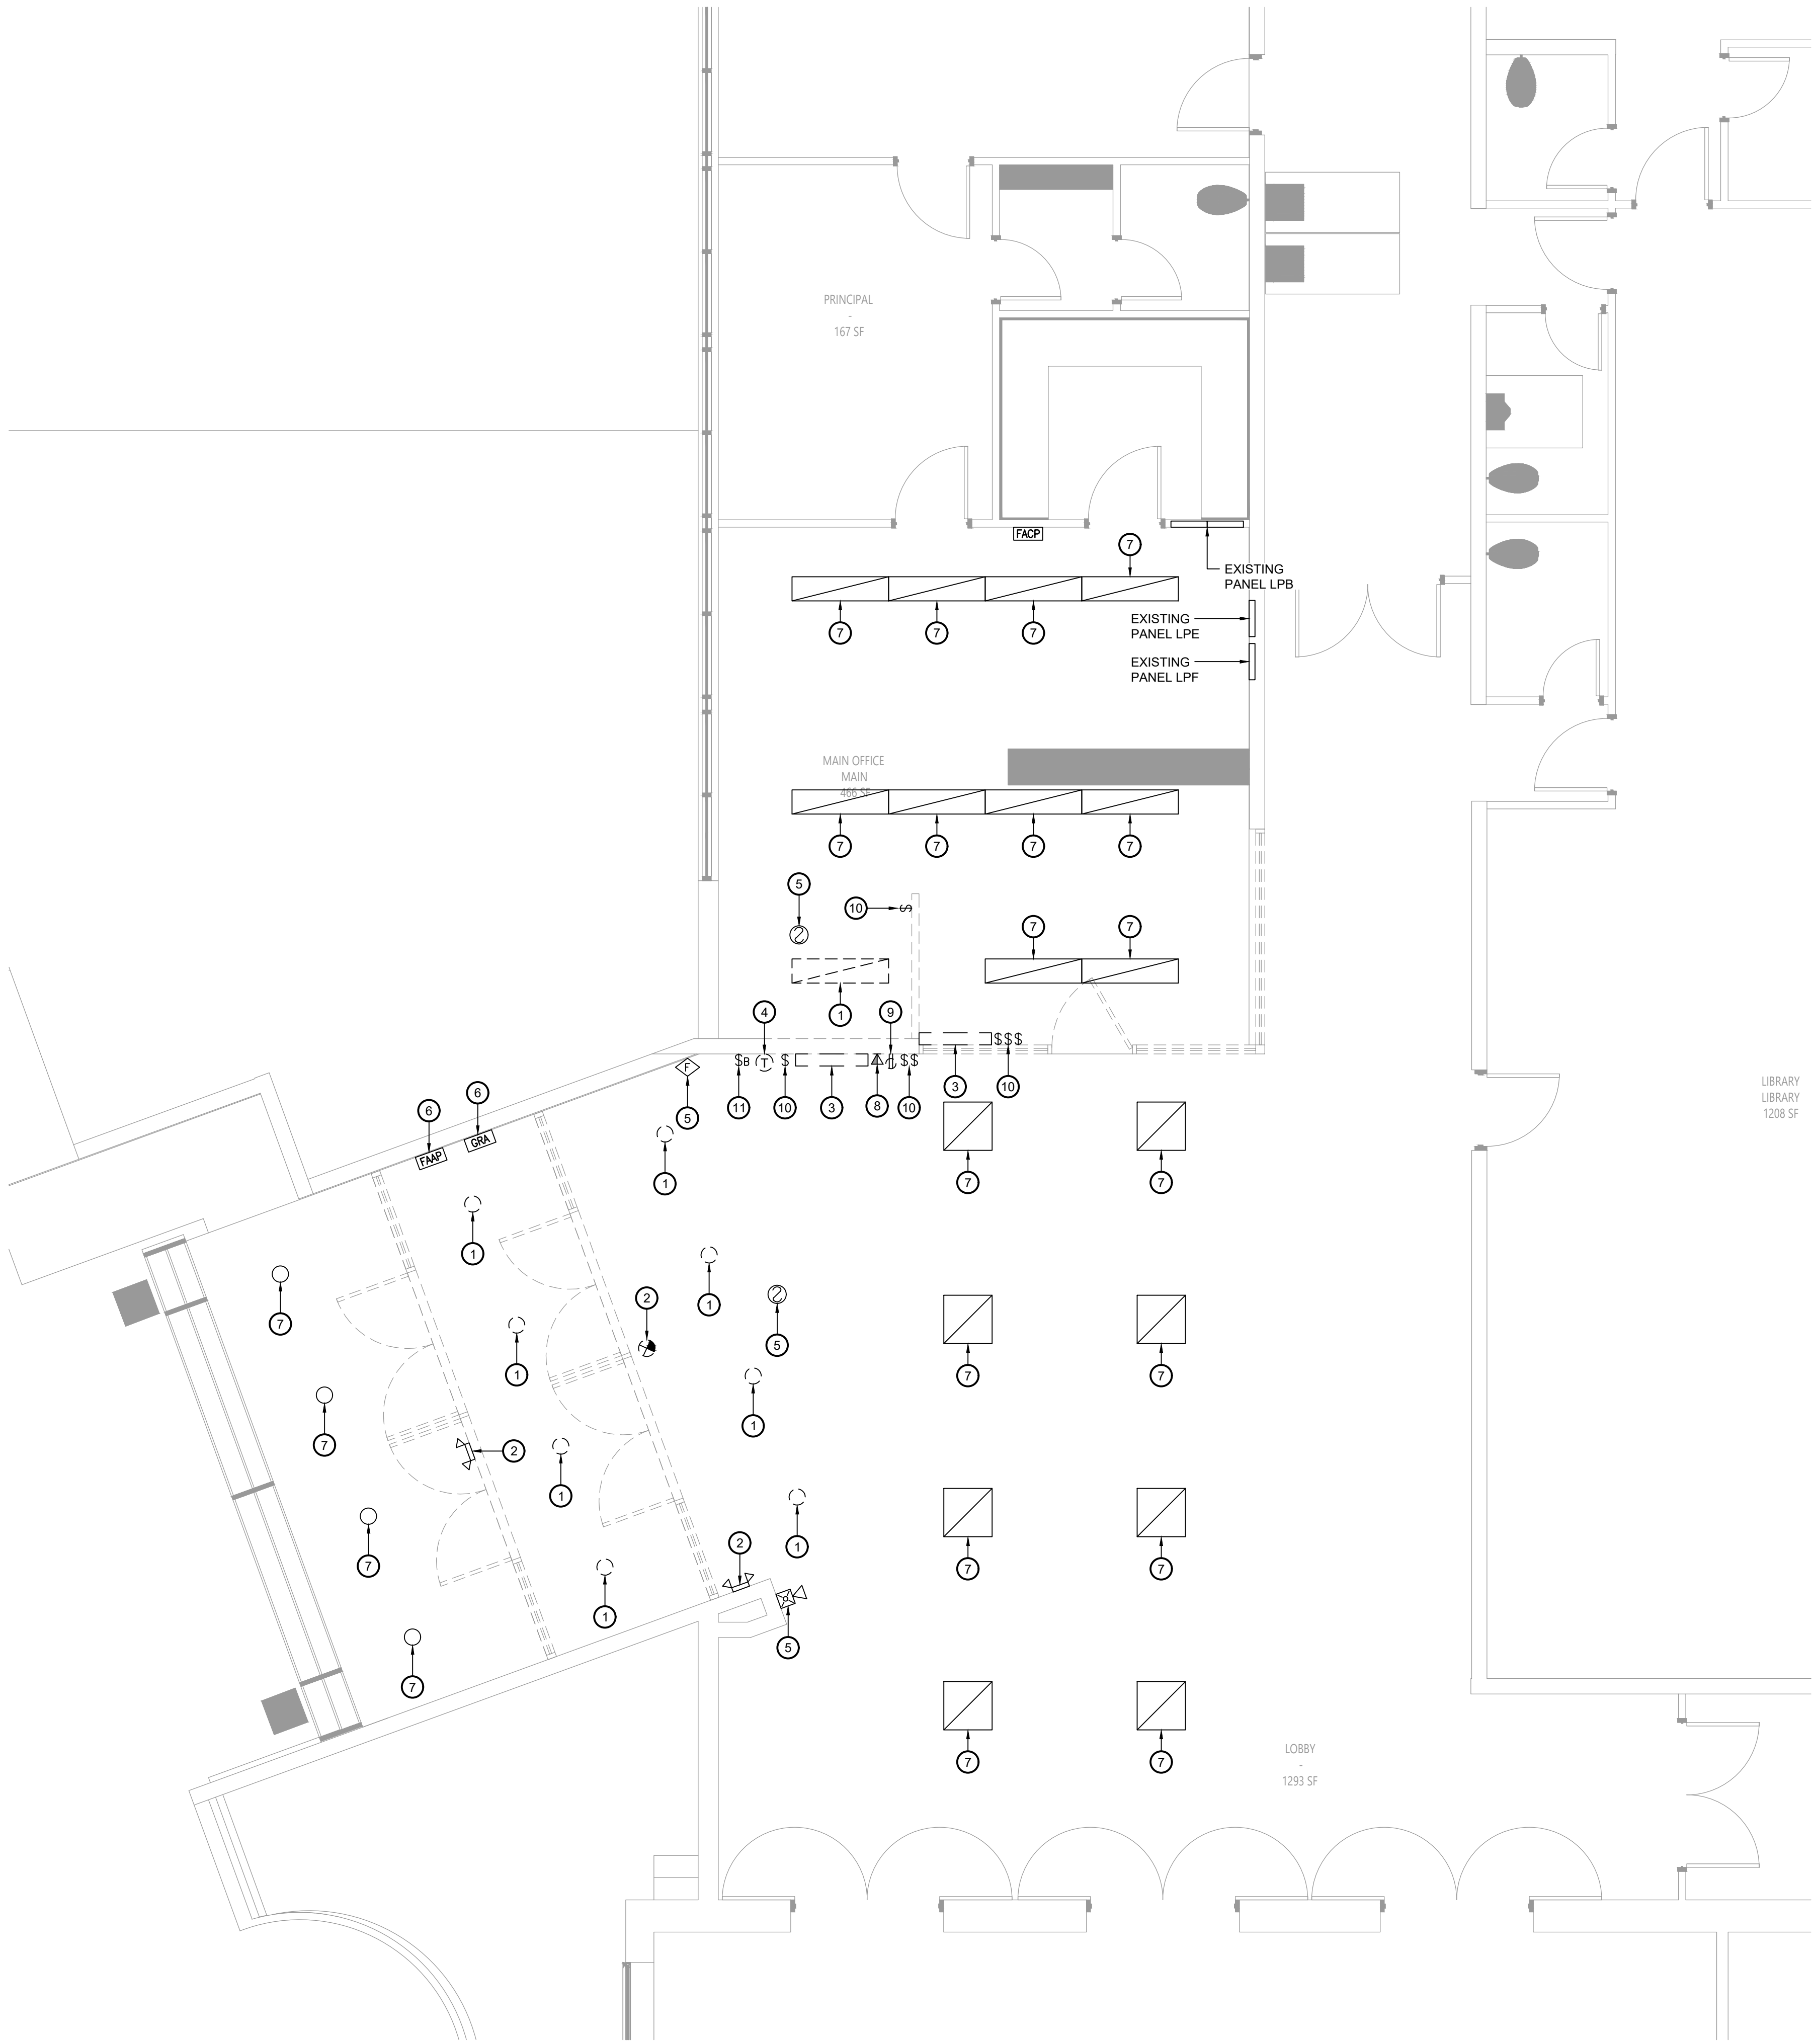 PRINCIPAL
-
167 SF
FACP
7
EXISTING
PANEL LPB
EXISTING
PANEL LPE
7
7
7
EXISTING
PANEL LPF
MAIN OFFICE
MAIN
466 SF
7
7
7
7
5
10
S
7
7
1
4
9
$B
T
$
$$
$$$
F
11
10
3
8
10
3
10
5
6
6
FAAP
GRA
LIBRARY
LIBRARY
1208 SF
1
7
7
1
2
1
7
5
1
7
7
1
7
2
1
1
2
1
7
7
7
1
5
7
LOBBY
-
1293 SF
7
7